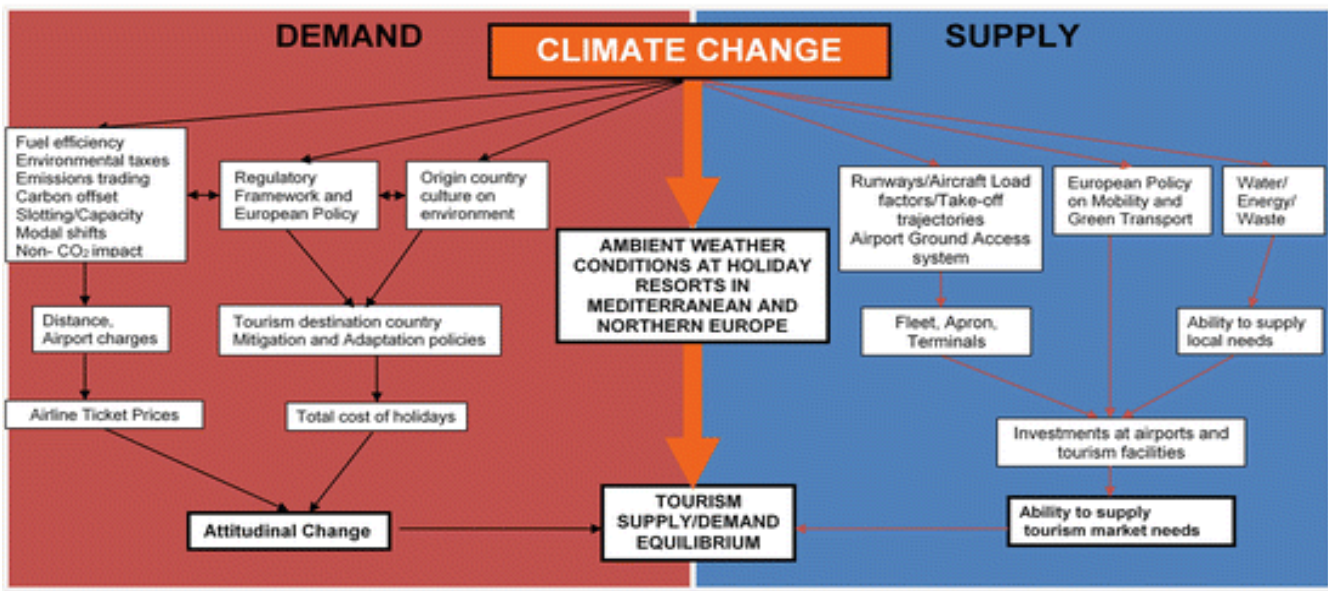 DEMAND
CLIMATE CHANGE
SUPPLY
Fuel efficiency
Environmental taxes
Emissions trading
Carbon offset
Slotting/Capacity
Modal shifts
Non- CO2 impact
Regulatory
Framework and
European Policy
Origin country
culture on
environment
Runways/Aircraft Load
factors/Take-off
trajectories
Airport Ground Access
system
European Policy
on Mobility and
Green Transport
Water/
Energy/
Waste
AMBIENT WEATHER
CONDITIONS AT HOLIDAY
RESORTS IN
MEDITERRANEAN AND
NORTHERN EUROPE
Distance,
Airport charges
Tourism destination country
Mitigation and Adaptation policies
Fleet, Apron,
Terminals
Ability to supply
local needs
Airline Ticket Prices
Total cost of holidays
Investments at airports and
tourism facilities
Attitudinal Change
TOURISM
SUPPLY/DEMAND
EQUILIBRIUM
Ability to supply
tourism market needs